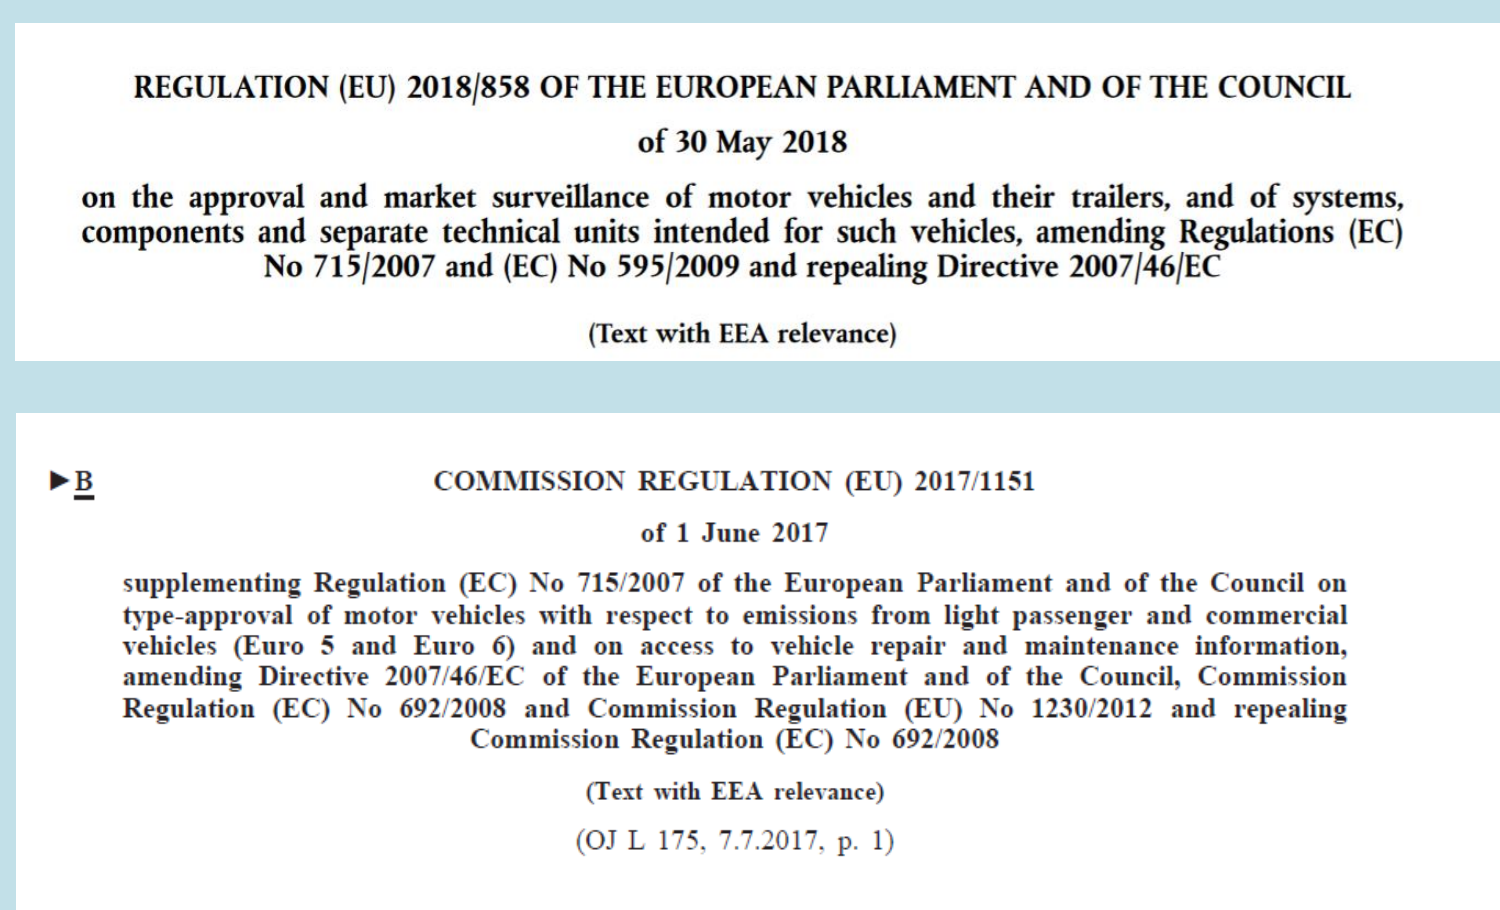 REGULATION (EU) 2018/858 OF THE EUROPEAN PARLIAMENT AND OF THE COUNCIL
of 30 May 2018
on the approval and market surveillance of motor vehicles and their trailers, and of systems,
components and separate technical units intended for such vehicles, amending Regulations (EC)
No 715/2007 and (EC) No 595/2009 and repealing Directive 2007/46/EC
(Text with EEA relevance)
►B
COMMISSION REGULATION (EU) 2017/1151
of 1 June 2017
supplementing Regulation (EC) No 715/2007 of the European Parliament and of the Council on
type-approval of motor vehicles with respect to emissions from light passenger and commercial
vehicles (Euro 5 and Euro 6) and on access to vehicle repair and maintenance information,
amending Directive 2007/46/EC of the European Parliament and of the Council, Commission
Regulation (EC) No 692/2008 and Commission Regulation (EU) No 1230/2012 and repealing
Commission Regulation (EC) No 692/2008
(Text with EEA relevance)
(OJ L 175, 7.7.2017, p. 1)